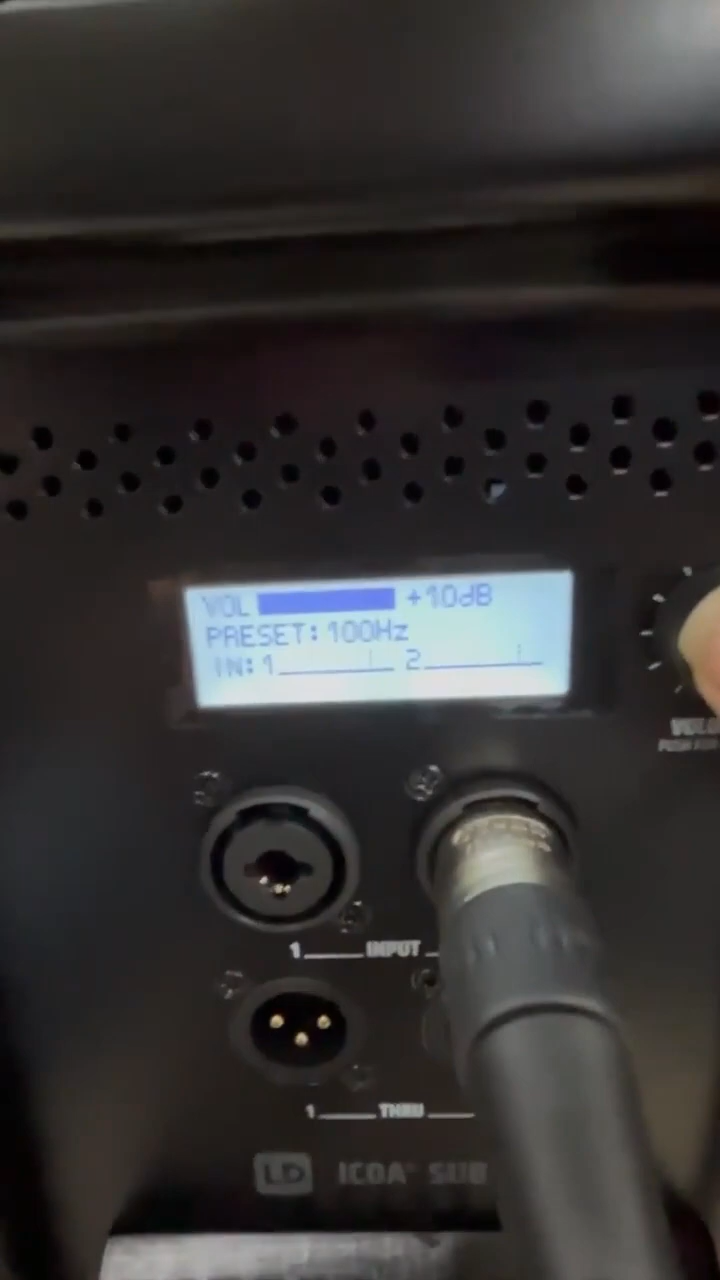 VOL +10dB
PRESET: 100Hz
IN: 1 2
1 INPUT
1 THRU
LD ICOA SUB